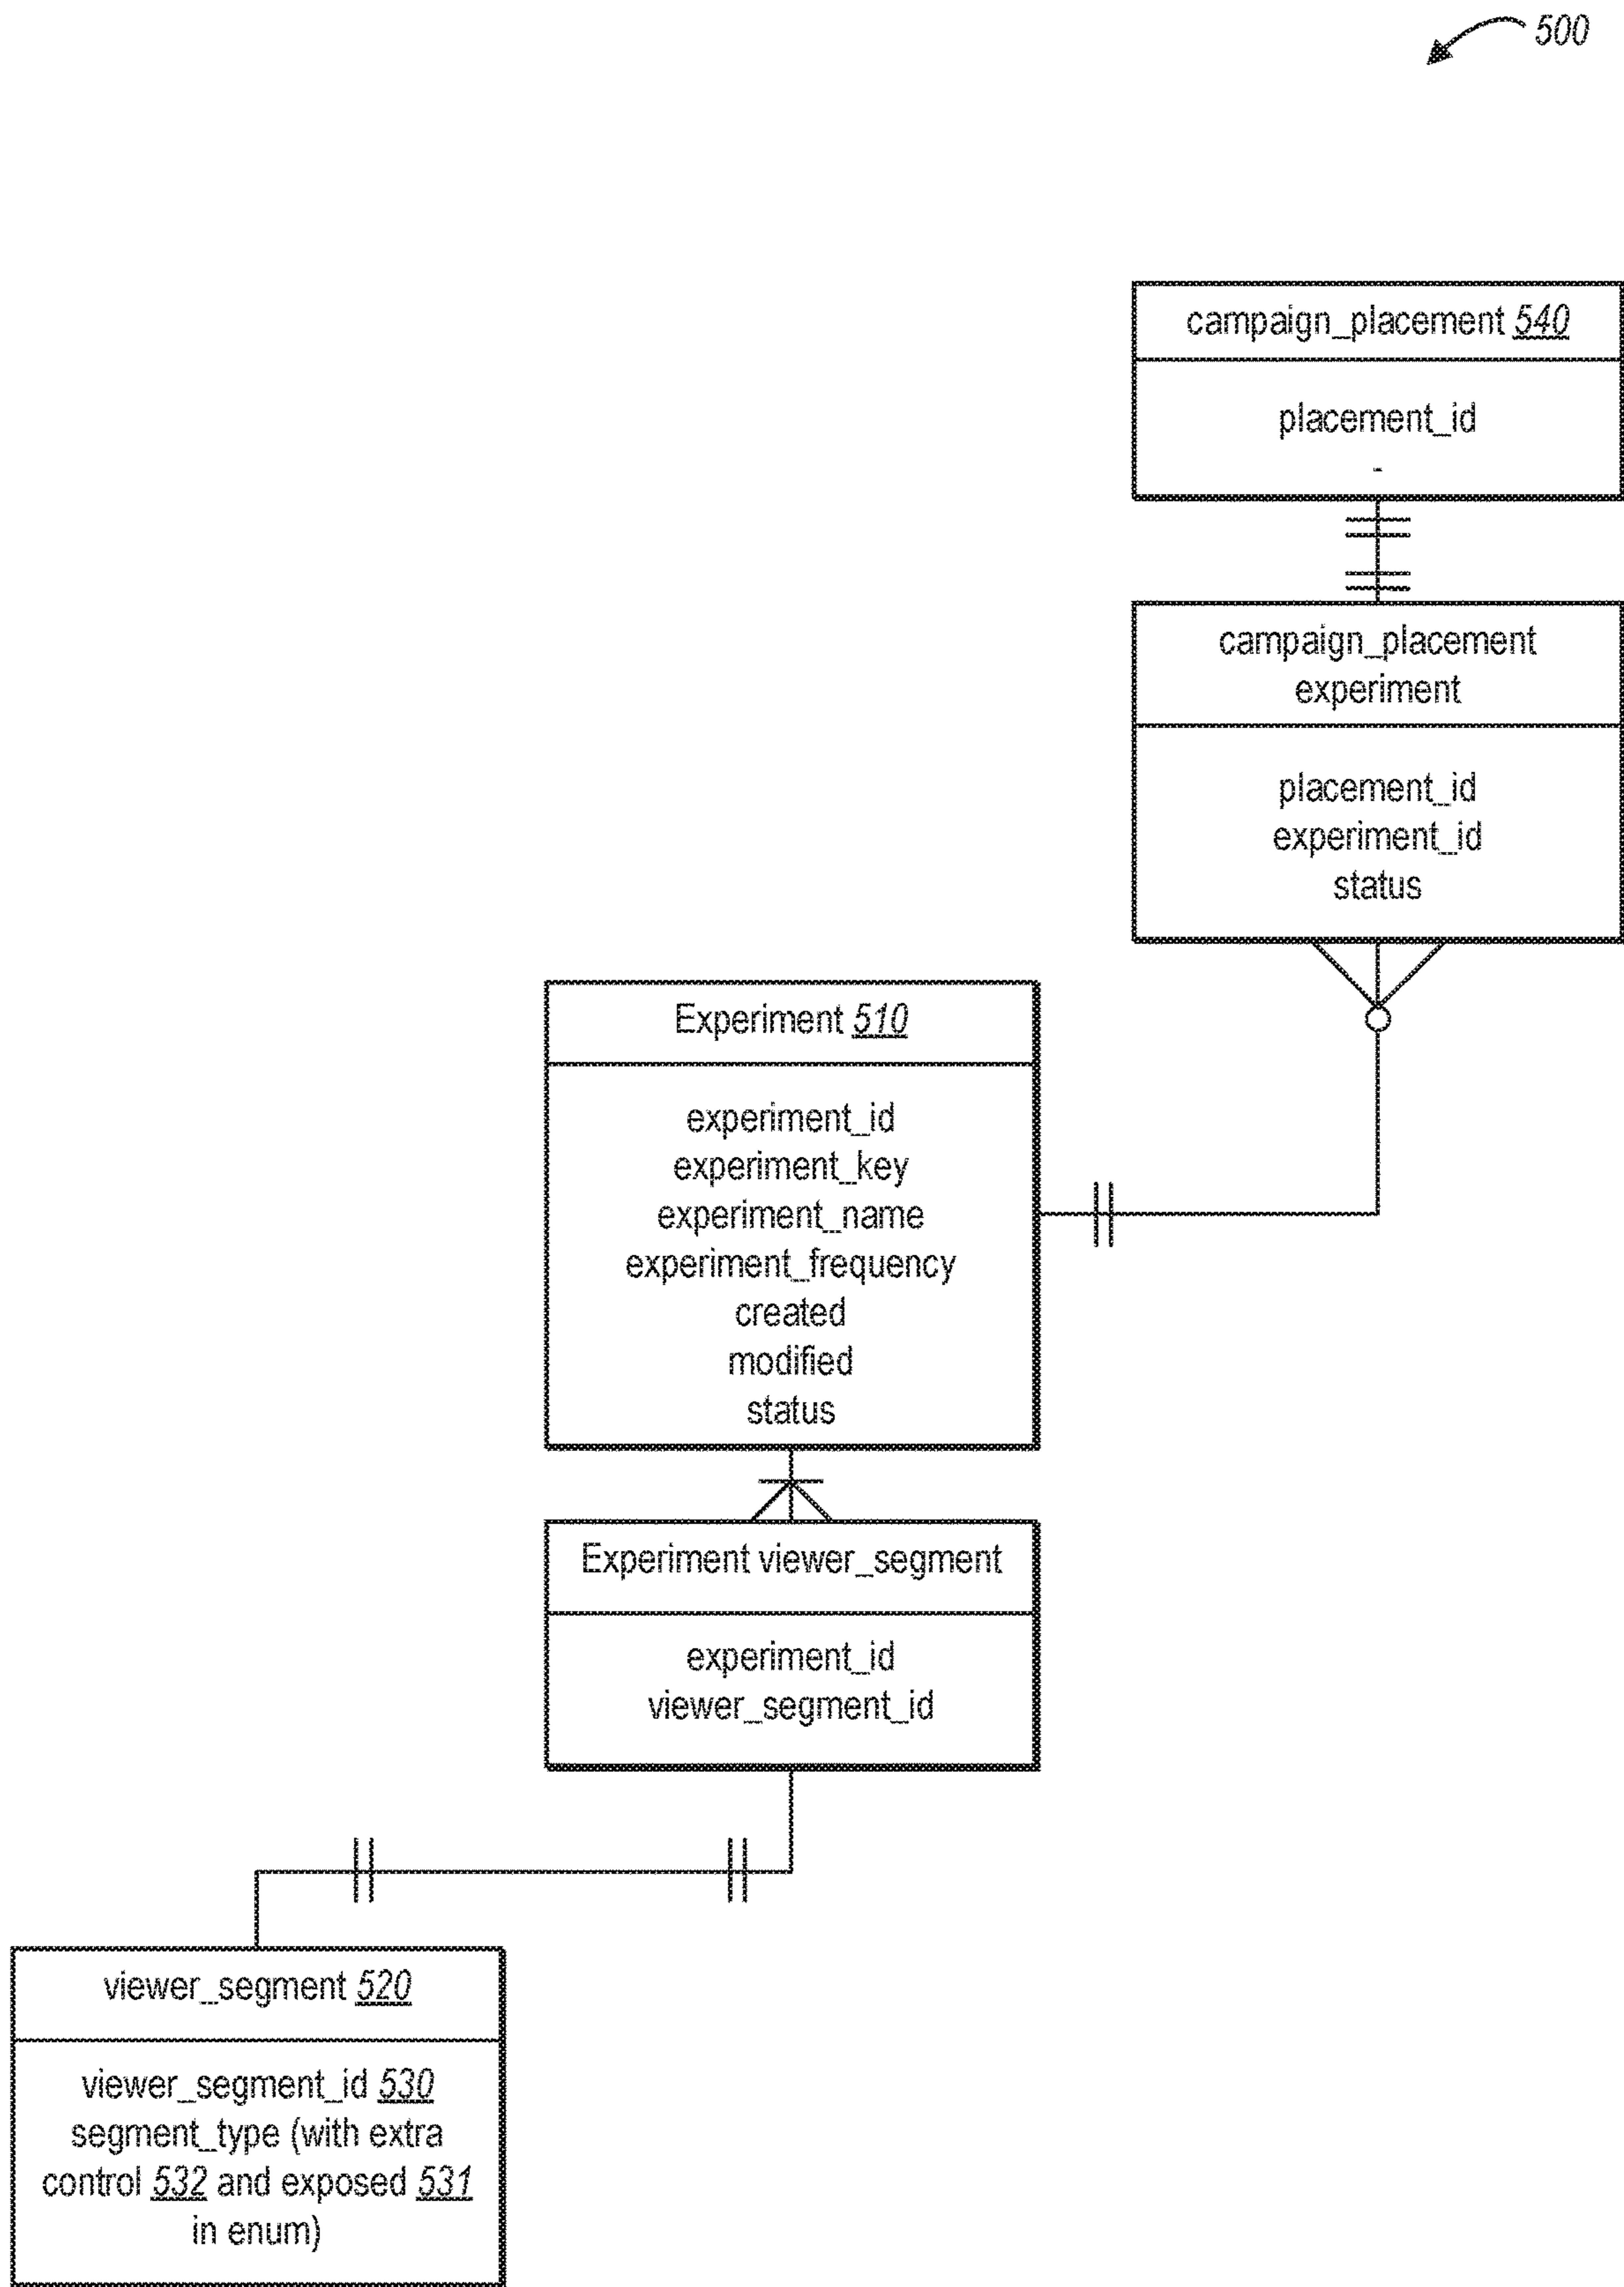 500
campaign_placement 540
placement_id
-
campaign_placement
experiment
placement_id
experiment_id
status
Experiment 510
experiment_id
experiment_key
experiment_name
experiment_frequency
created
modified
status
Experiment viewer_segment
experiment_id
viewer_segment_id
viewer_segment 520
viewer_segment_id 530
segment_type (with extra
control 532 and exposed 531
in enum)